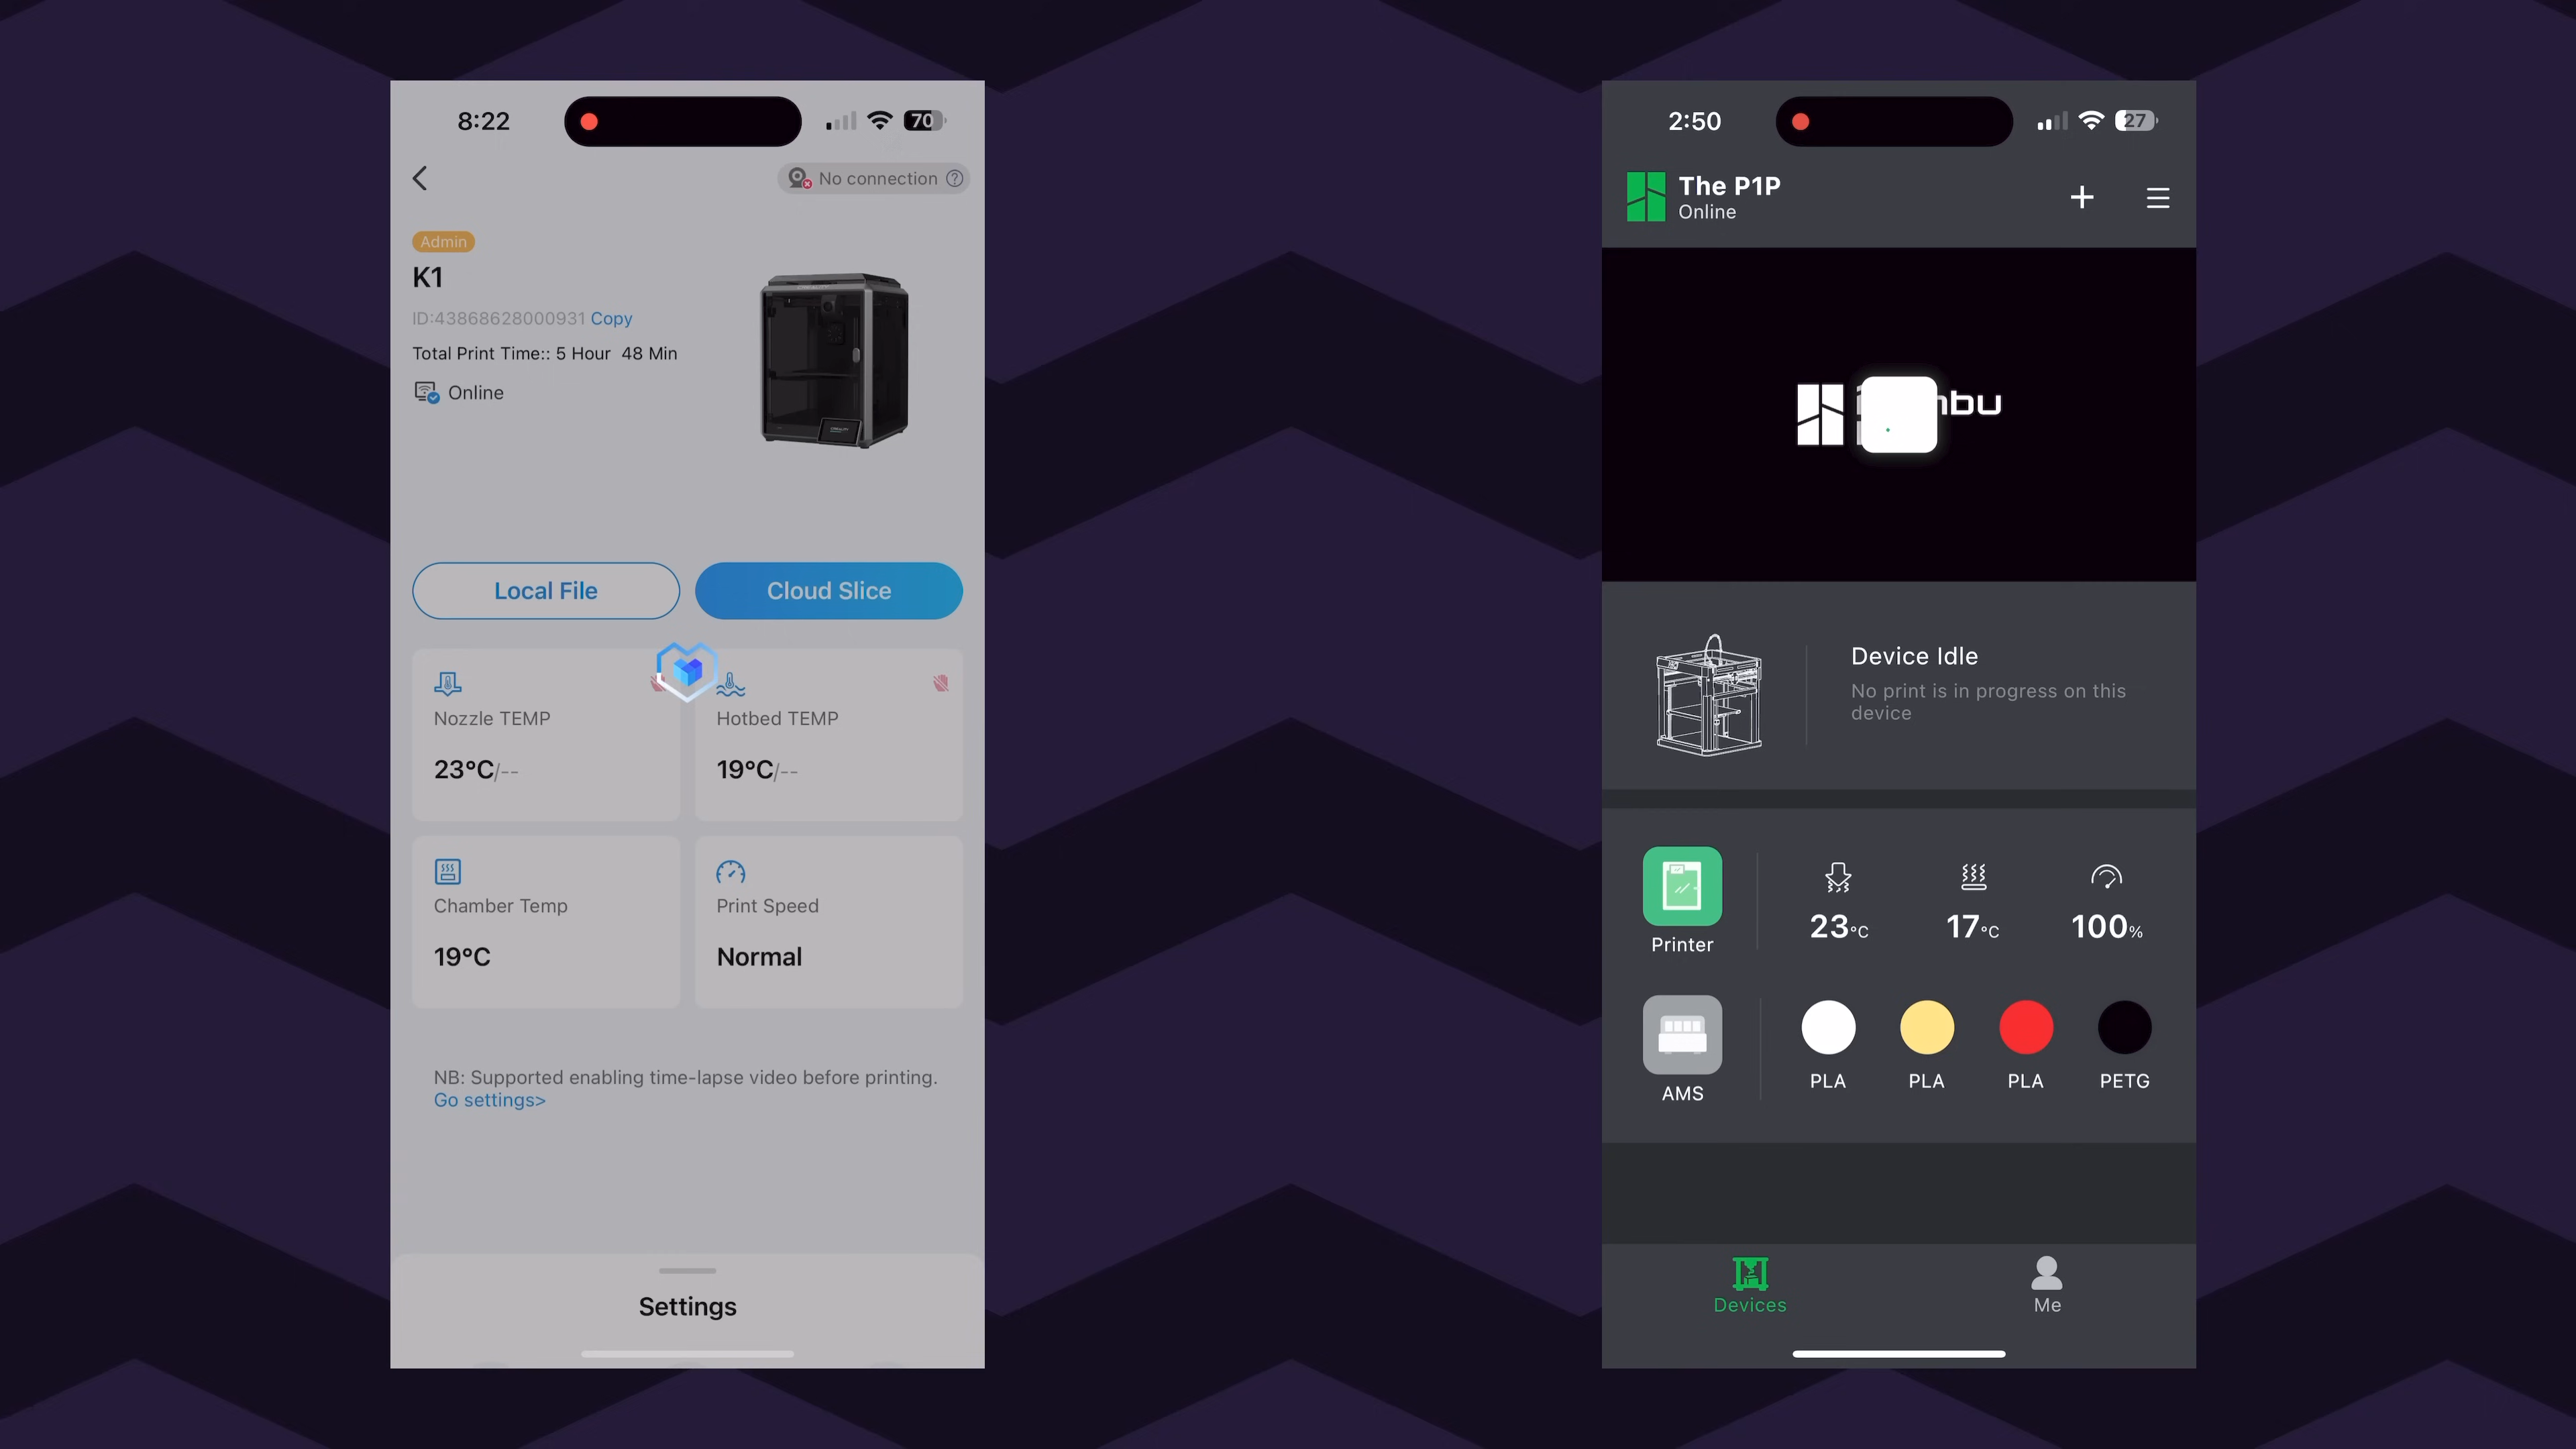 8:22
70
No connection
Admin
K1
ID:43868628000931 Copy
Total Print Time:: 5 Hour 48 Min
Online
Local File
Cloud Slice
Nozzle TEMP
23°C/--
Hotbed TEMP
19°C/--
Chamber Temp
19°C
Print Speed
Normal
NB: Supported enabling time-lapse video before printing.
Go settings>
Settings
2:50
27
The P1P
Online
Device Idle
No print is in progress on this
device
Printer
23°C
17°C
100%
AMS
PLA
PLA
PLA
PETG
Devices
Me